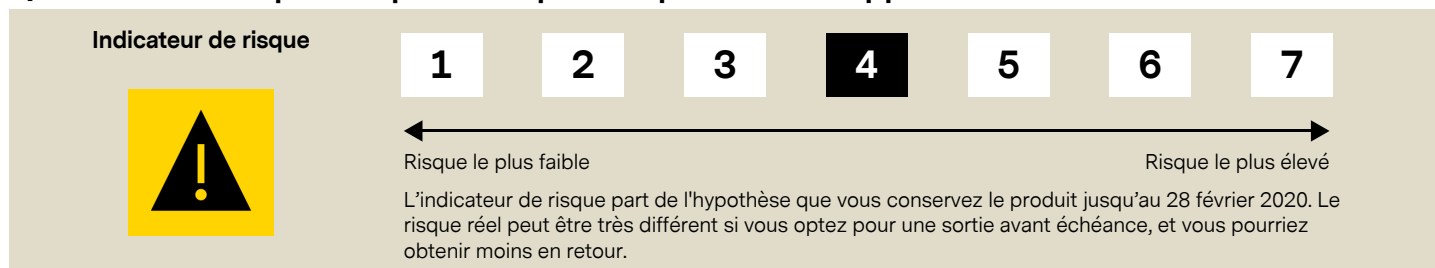 Indicateur de risque
1 2 3 4 5 6 7
Risque le plus faible Risque le plus élevé
L'indicateur de risque part de l'hypothèse que vous conservez le produit jusqu'au 28 février 2020. Le
risque réel peut être très différent si vous optez pour une sortie avant échéance, et vous pourriez
obtenir moins en retour.